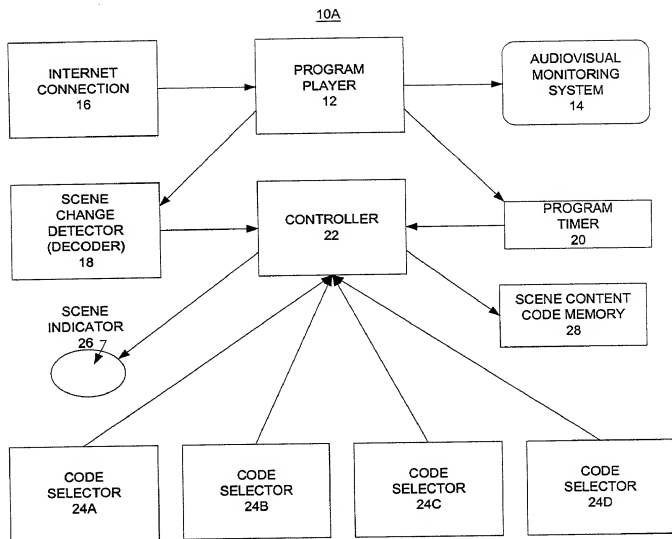 10A
INTERNET
CONNECTION
16
PROGRAM
PLAYER
12
AUDIOVISUAL
MONITORING
SYSTEM
14
SCENE
CHANGE
DETECTOR
(DECODER)
18
CONTROLLER
22
PROGRAM
TIMER
20
SCENE
INDICATOR
26
SCENE CONTENT
CODE MEMORY
28
CODE
SELECTOR
24A
CODE
SELECTOR
24B
CODE
SELECTOR
24C
CODE
SELECTOR
24D